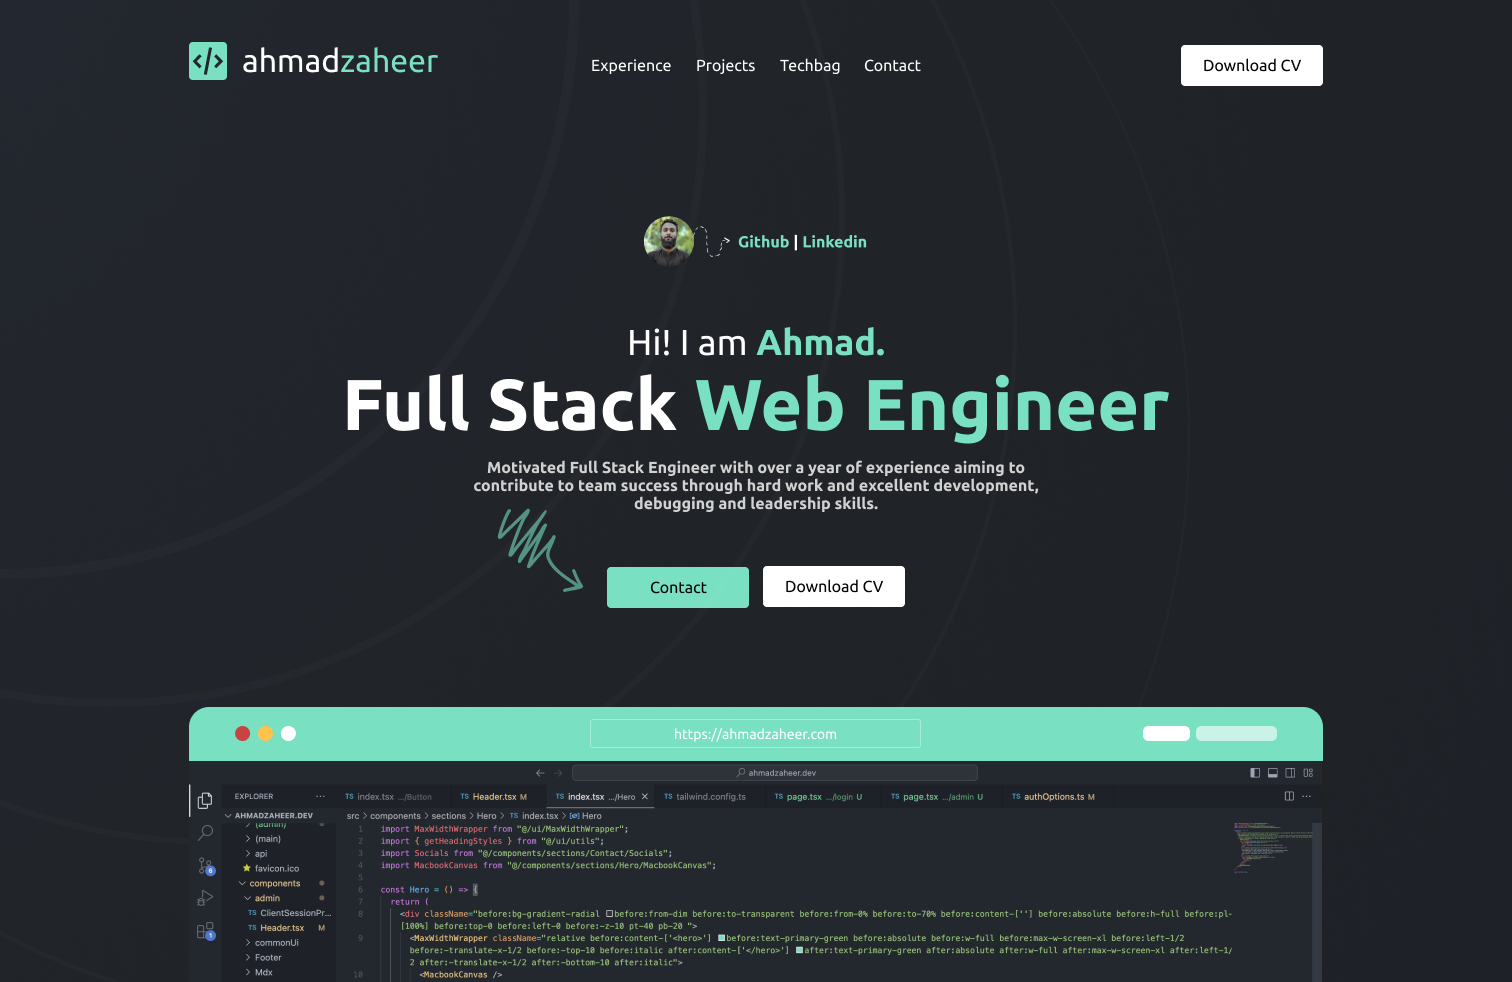 </> ahmadzaheer
Experience Projects Techbag Contact
Download CV
Github | Linkedin
Hi! I am Ahmad.
Full Stack Web Engineer
Motivated Full Stack Engineer with over a year of experience aiming to
contribute to team success through hard work and excellent development,
debugging and leadership skills.
Contact
Download CV
https://ahmadzaheer.com
ahmadzaheer.dev
EXPLORER ···
TS index.tsx .../Button
Header.tsx M
TS index.tsx .../Hero ×
TS tailwind.config.ts
TS page.tsx .../login U
TS page.tsx .../admin U
TS authOptions.ts M
AHMADZAHEER.DEV
(admin)
(main)
api
favicon.ico
components
admin
TS ClientSessionPr...
TS Header.tsx M
commonUi
Footer
Mdx
6
1
src > components > sections > Hero > TS index.tsx > Hero
1 import MaxWidthWrapper from "@/ui/MaxWidthWrapper";
2 import { getHeadingStyles } from "@/ui/utils";
3 import Socials from "@/components/sections/Contact/Socials";
4 import MacbookCanvas from "@/components/sections/Hero/MacbookCanvas";
5
6 const Hero = () => {
7 return (
8 <div className="before:bg-gradient-radial before:from-dim before:to-transparent before:from-0% before:to-70% before:content-[''] before:absolute before:h-full before:pl-
[100%] before:top-0 before:left-0 before:-z-10 pt-40 pb-20 ">
9 <MaxWidthWrapper className="relative before:content-['<hero>'] before:text-primary-green before:absolute before:w-full before:max-w-screen-xl before:left-1/2
before:-translate-x-1/2 before:-top-10 before:italic after:content-['</hero>'] after:text-primary-green after:absolute after:w-full after:max-w-screen-xl after:left-1/
2 after:-translate-x-1/2 after:-bottom-10 after:italic">
10 <MacbookCanvas />